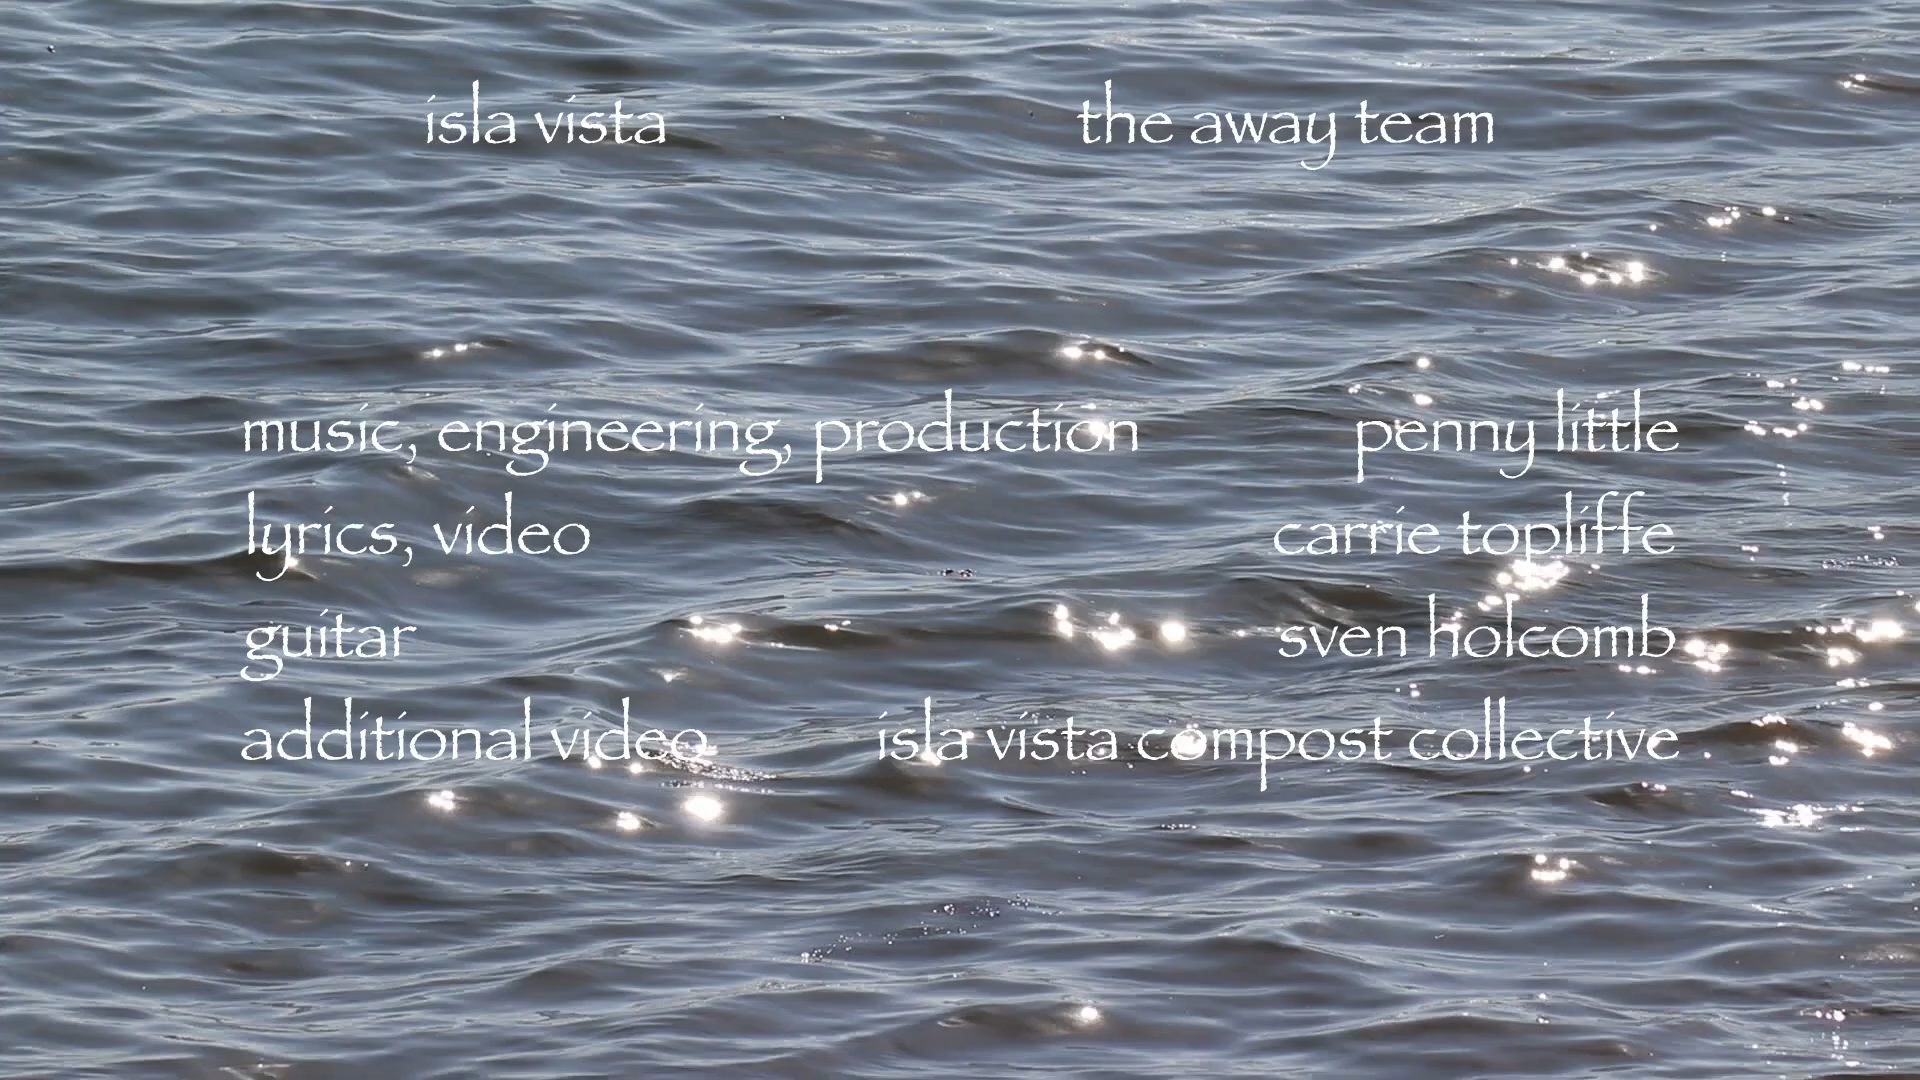 isla vista the away team
music, engineering, production penny little
lyrics, video carrie topliffe
guitar sven holcomb
additional video isla vista compost collective